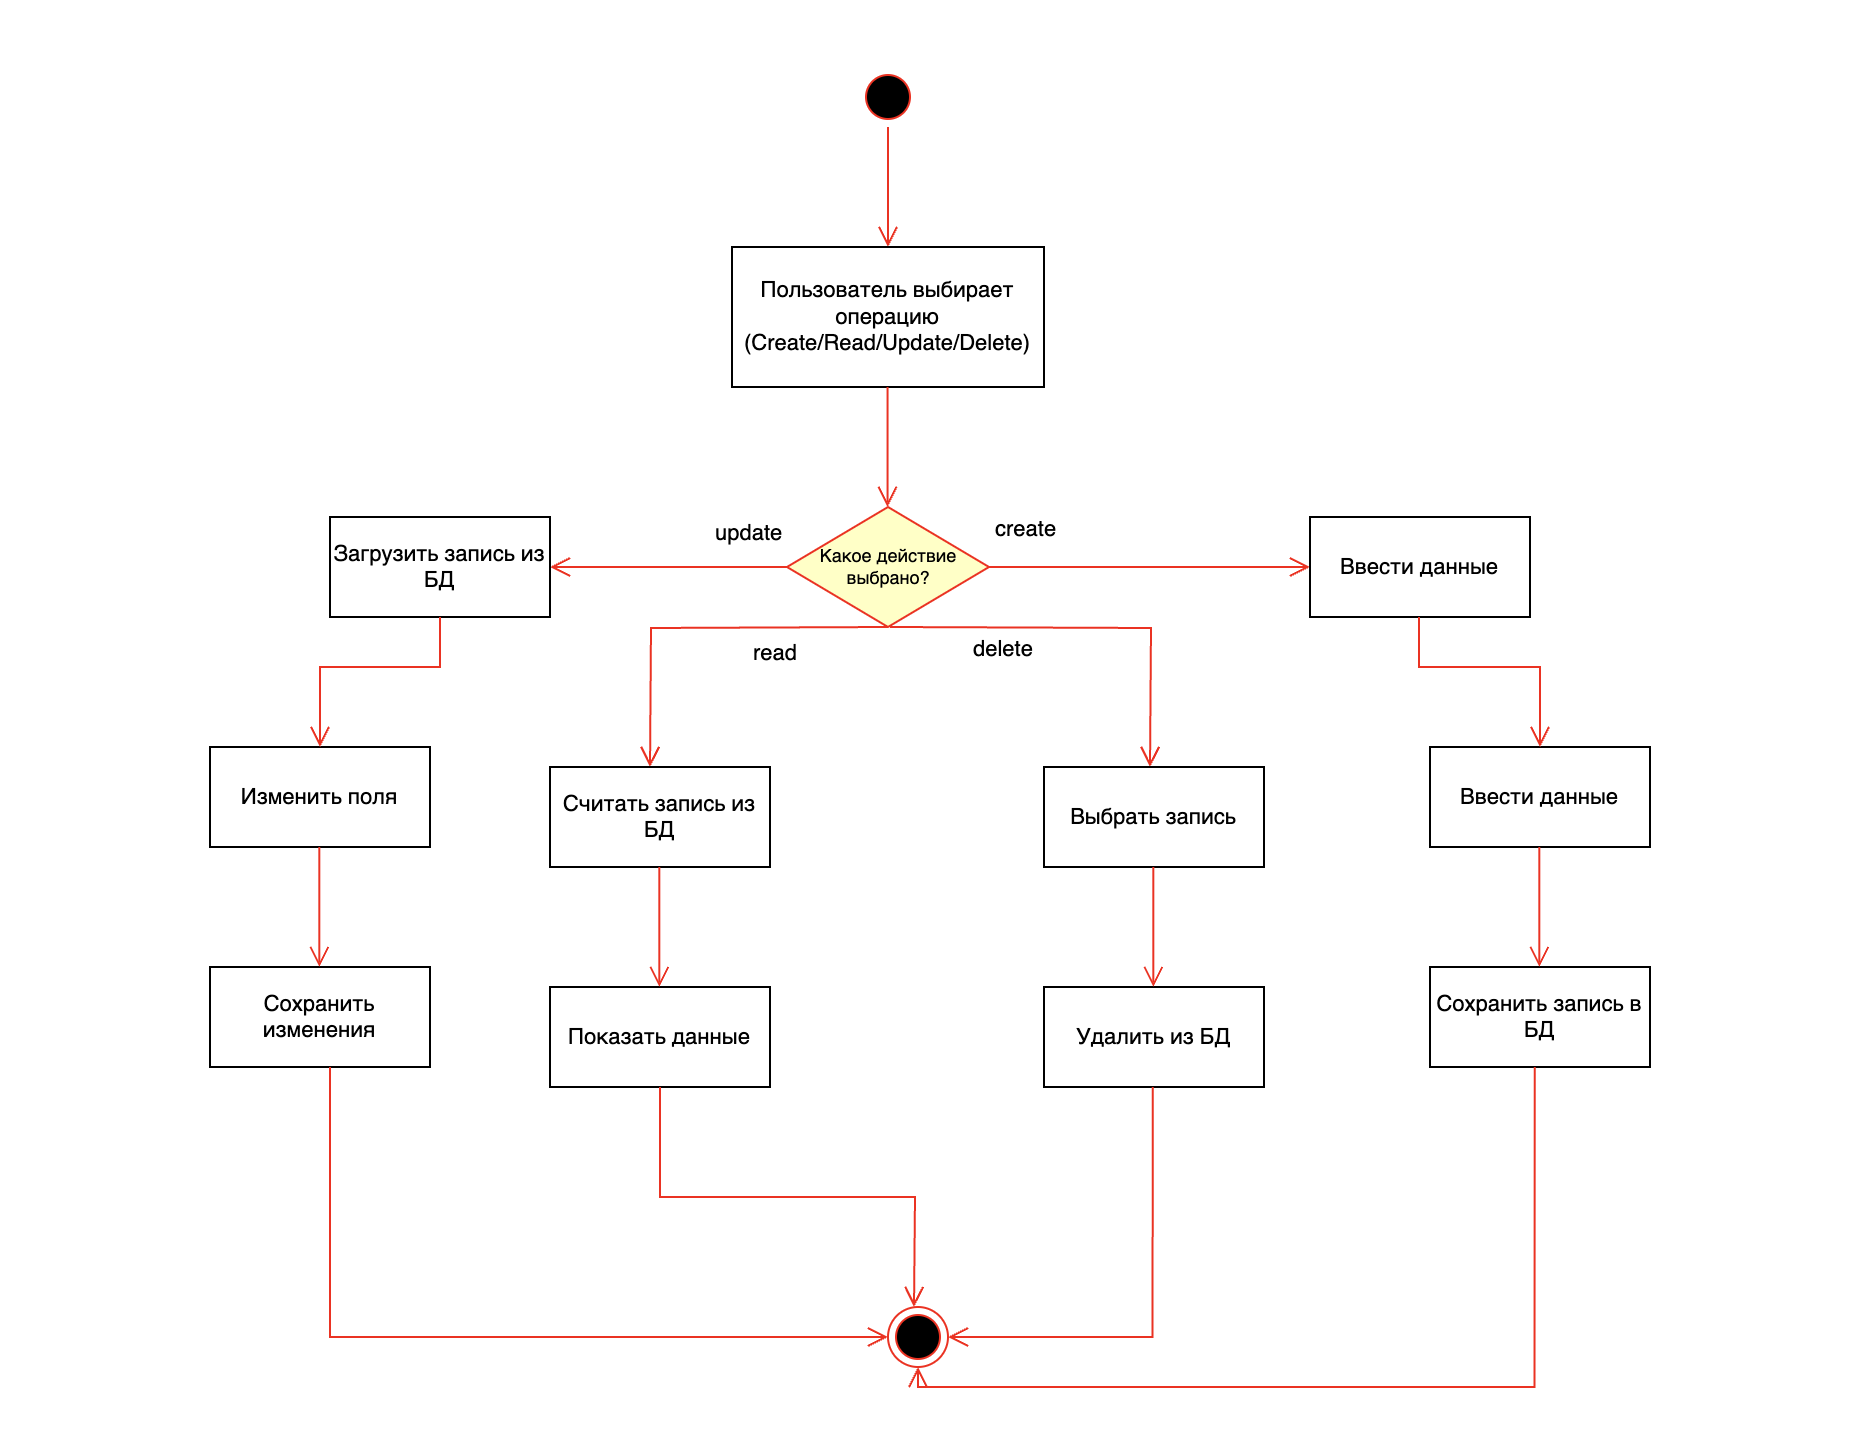 Пользователь выбирает
операцию
(Create/Read/Update/Delete)
update
create
Какое действие
выбрано?
Загрузить запись из
БД
Ввести данные
read
delete
Изменить поля
Считать запись из
БД
Выбрать запись
Ввести данные
Сохранить
изменения
Показать данные
Удалить из БД
Сохранить запись в
БД